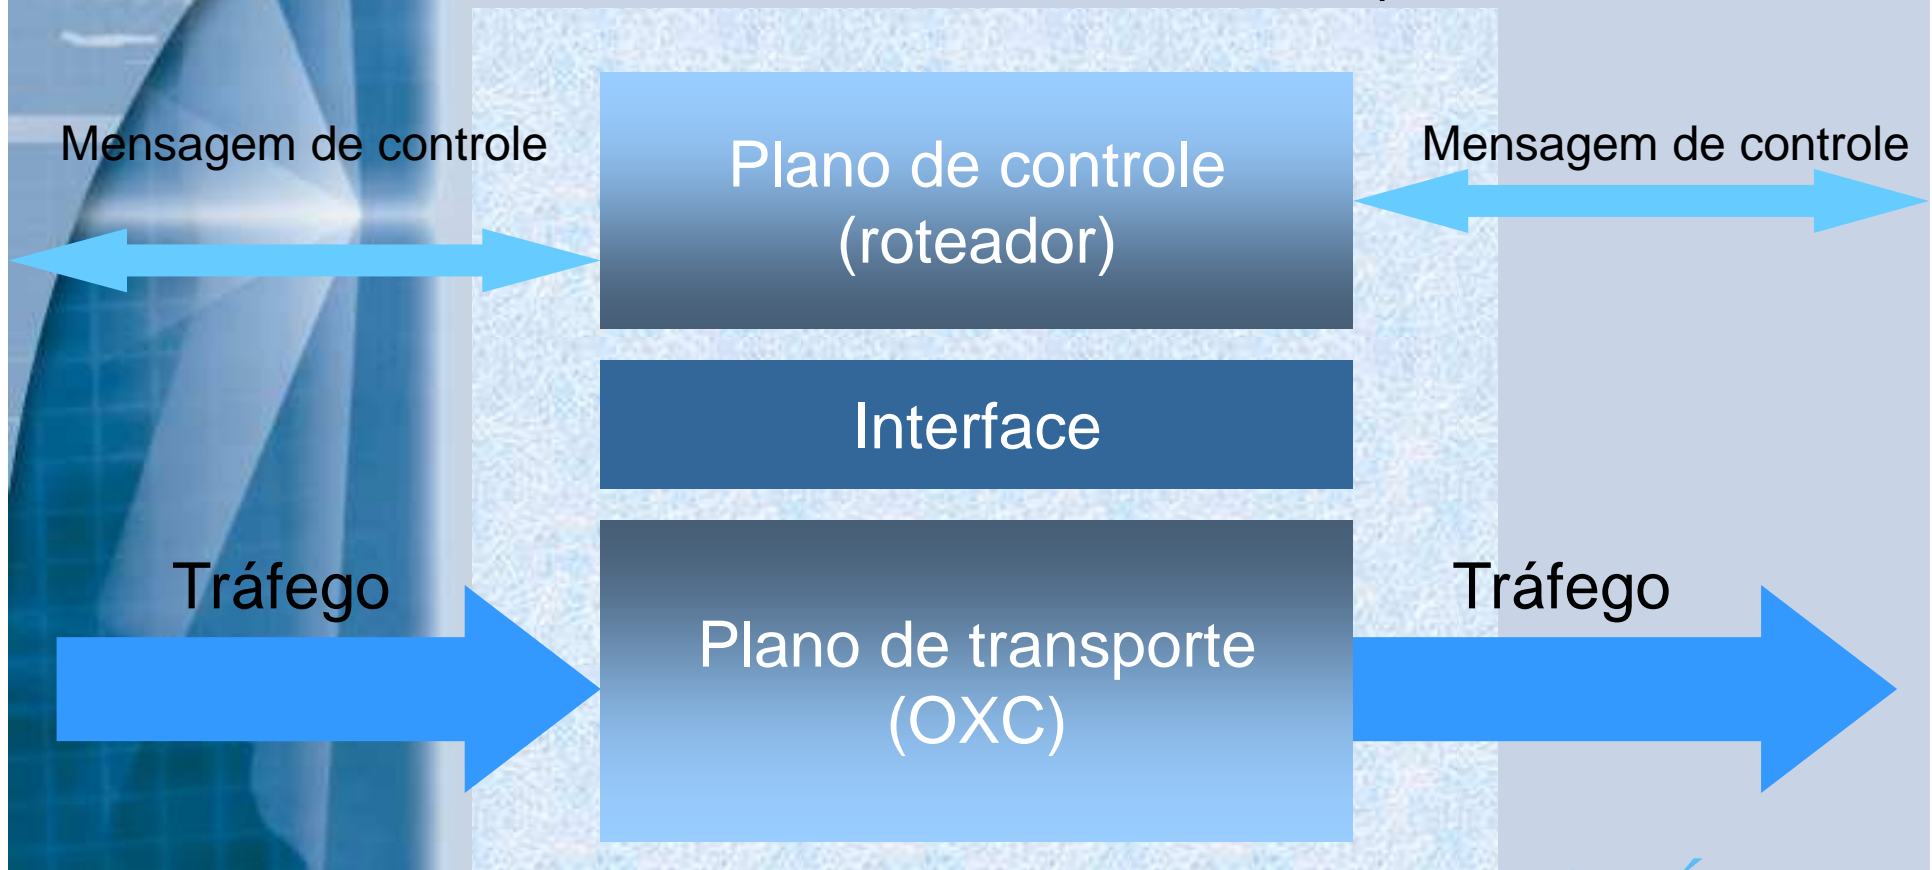 Mensagem de controle
Plano de controle
(roteador)
Mensagem de controle
Interface
Tráfego
Plano de transporte
(OXC)
Tráfego